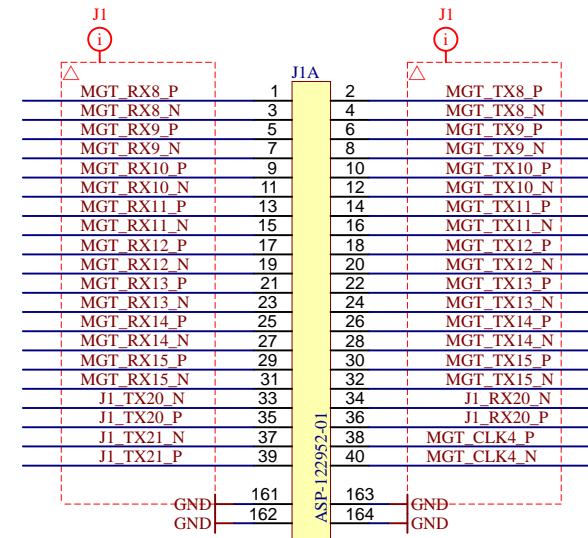 J1 J1
i i
J1A
MGT_RX8_P 1 2 MGT_TX8_P
MGT_RX8_N 3 4 MGT_TX8_N
MGT_RX9_P 5 6 MGT_TX9_P
MGT_RX9_N 7 8 MGT_TX9_N
MGT_RX10_P 9 10 MGT_TX10_P
MGT_RX10_N 11 12 MGT_TX10_N
MGT_RX11_P 13 14 MGT_TX11_P
MGT_RX11_N 15 16 MGT_TX11_N
MGT_RX12_P 17 18 MGT_TX12_P
MGT_RX12_N 19 20 MGT_TX12_N
MGT_RX13_P 21 22 MGT_TX13_P
MGT_RX13_N 23 24 MGT_TX13_N
MGT_RX14_P 25 26 MGT_TX14_P
MGT_RX14_N 27 28 MGT_TX14_N
MGT_RX15_P 29 30 MGT_TX15_P
MGT_RX15_N 31 32 MGT_TX15_N
J1_TX20_N 33 34 J1_RX20_N
J1_TX20_P 35 36 J1_RX20_P
J1_TX21_N 37 38 MGT_CLK4_P
J1_TX21_P 39 40 MGT_CLK4_N
GND 161 163 GND
GND 162 164 GND
ASP-122952-01